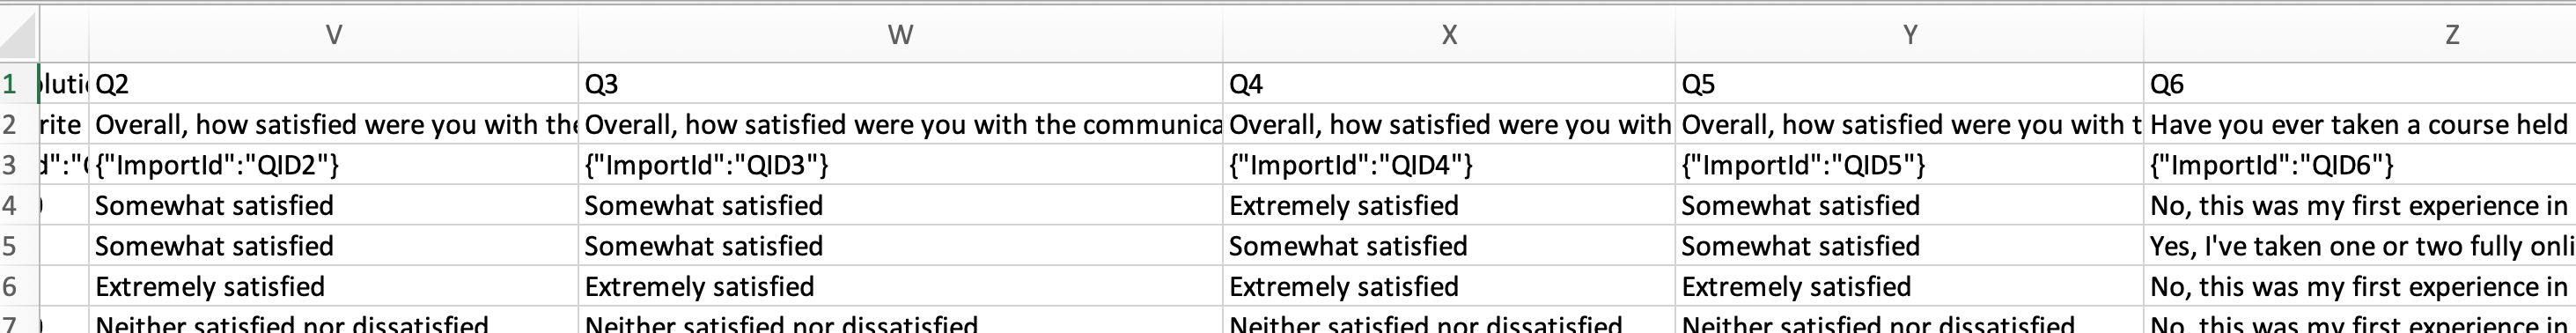 V W X Y Z
1 Q2 Q3 Q4 Q5 Q6
2 rite Overall, how satisfied were you with the Overall, how satisfied were you with the communica Overall, how satisfied were you with Overall, how satisfied were you with t Have you ever taken a course held
3 d":" {"ImportId":"QID2"} {"ImportId":"QID3"} {"ImportId":"QID4"} {"ImportId":"QID5"} {"ImportId":"QID6"}
4 Somewhat satisfied Somewhat satisfied Extremely satisfied Somewhat satisfied No, this was my first experience in
5 Somewhat satisfied Somewhat satisfied Somewhat satisfied Somewhat satisfied Yes, I've taken one or two fully onli
6 Extremely satisfied Extremely satisfied Extremely satisfied Extremely satisfied No, this was my first experience in
7 Neither satisfied nor dissatisfied Neither satisfied nor dissatisfied Neither satisfied nor dissatisfied Neither satisfied nor dissatisfied No, this was my first experience in